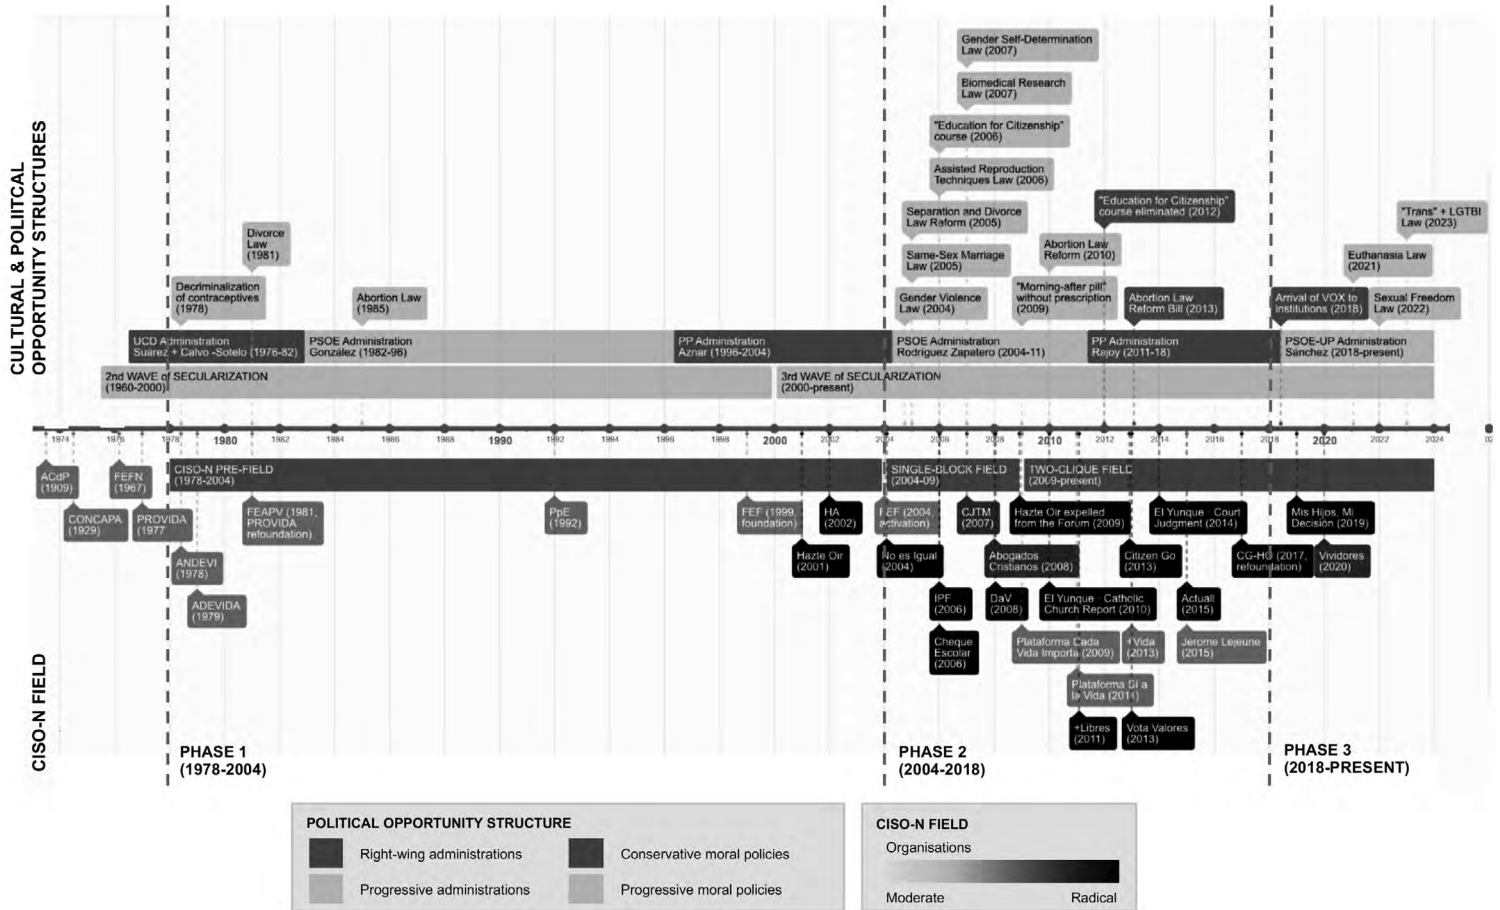 CULTURAL & POLIITCAL
OPPORTUNITY STRUCTURES
Gender Self-Determination
Law (2007)
Biomedical Research
Law (2007)
"Education for Citizenship"
course (2006)
Assisted Reproduction
Techniques Law (2006)
"Education for Citizenship"
course eliminated (2012)
Separation and Divorce
Law Reform (2005)
"Trans" + LGTBI
Law (2023)
Divorce
Law
(1981)
Same-Sex Marriage
Law (2005)
Abortion Law
Reform (2010)
Euthanasia Law
(2021)
Decriminalization
of contraceptives
(1978)
Abortion Law
(1985)
Gender Violence
Law (2004)
"Morning-after pill"
without prescription
(2009)
Abortion Law
Reform Bill (2013)
Arrival of VOX to
institutions (2018)
Sexual Freedom
Law (2022)
UCD Administration
Suárez + Calvo -Sotelo (1976-82)
PSOE Administration
González (1982-96)
PP Administration
Aznar (1996-2004)
PSOE Administration
Rodríguez Zapatero (2004-11)
PP Administration
Rajoy (2011-18)
PSOE-UP Administration
Sánchez (2018-present)
2nd WAVE of SECULARIZATION
(1960-2000)
3rd WAVE of SECULARIZATION
(2000-present)
1974 1976 1978 1980 1982 1984 1986 1988 1990 1992 1994 1996 1998 2000 2002 2004 2006 2008 2010 2012 2014 2016 2018 2020 2022 2024
CISO-N FIELD
CISO-N PRE-FIELD
(1978-2004)
SINGLE-BLOCK FIELD
(2004-09)
TWO-CLIQUE FIELD
(2009-present)
ACdP
(1909)
FEFN
(1967)
CONCAPA
(1929)
PROVIDA
(1977
FEAPV (1981,
PROVIDA
refoundation)
PpE
(1992)
FEF (1999,
foundation)
HA
(2002)
FEF (2004,
activation)
CJTM
(2007)
Hazte Oir expelled
from the Forum (2009)
El Yunque - Court
Judgment (2014)
Mis Hijos, Mi
Decisión (2019)
ANDEVI
(1978)
Hazte Oir
(2001)
No es Igual
(2004)
Abogados
Cristianos (2008)
Citizen Go
(2013)
CG-HO (2017,
refoundation)
Vividores
(2020)
ADEVIDA
(1979)
IPF
(2006)
DaV
(2008)
El Yunque - Catholic
Church Report (2010)
Actuall
(2015)
Cheque
Escolar
(2006)
Plataforma Cada
Vida Importa (2009)
+Vida
(2013)
Jerome Lejeune
(2015)
Plataforma Sí a
la Vida (2011)
+Libres
(2011)
Vota Valores
(2013)
PHASE 1
(1978-2004)
PHASE 2
(2004-2018)
PHASE 3
(2018-PRESENT)
POLITICAL OPPORTUNITY STRUCTURE
Right-wing administrations
Conservative moral policies
Progressive administrations
Progressive moral policies
CISO-N FIELD
Organisations
Moderate
Radical